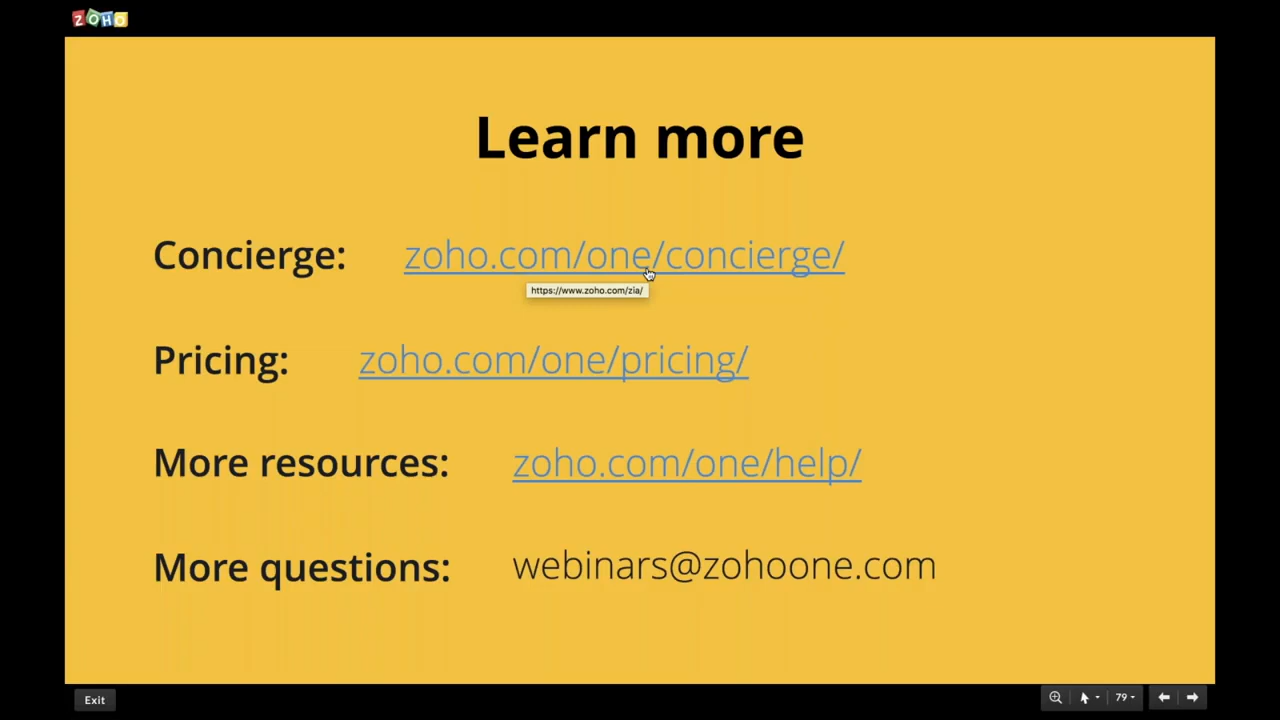 ZOHO
Learn more
Concierge: zoho.com/one/concierge/
https://www.zoho.com/zia/
Pricing: zoho.com/one/pricing/
More resources: zoho.com/one/help/
More questions: webinars@zohoone.com
Exit
79